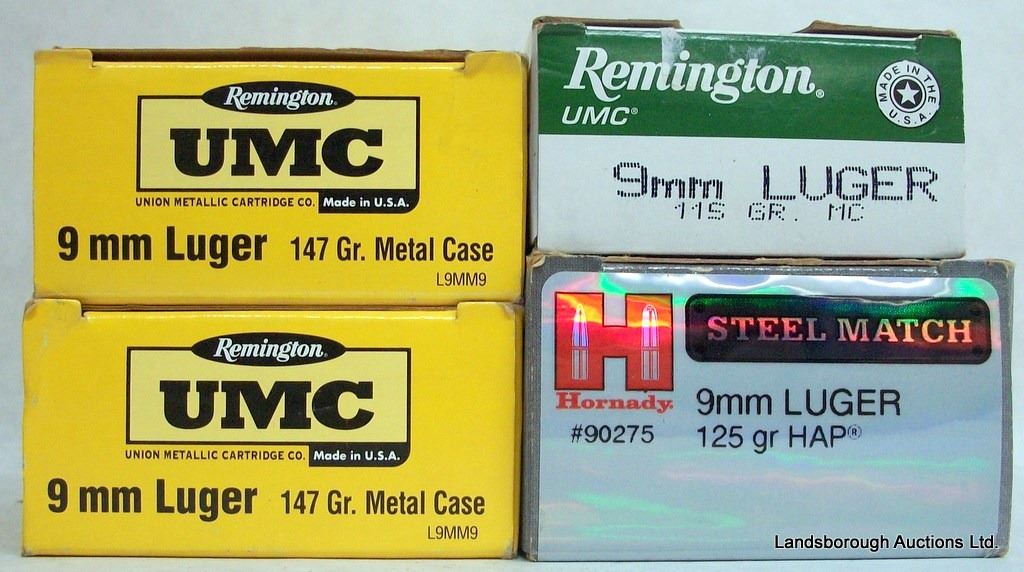 Remington®
UMC
UNION METALLIC CARTRIDGE CO. Made in U.S.A.
9 mm Luger 147 Gr. Metal Case
L9MM9
Remington®
UMC
UNION METALLIC CARTRIDGE CO. Made in U.S.A.
9 mm Luger 147 Gr. Metal Case
L9MM9
Remington®
UMC®
MADE IN THE U.S.A.
9mm LUGER
115 GR. MC
H
Hornady
STEEL MATCH
9mm LUGER
#90275
125 gr HAP®
Landsborough Auctions Ltd.